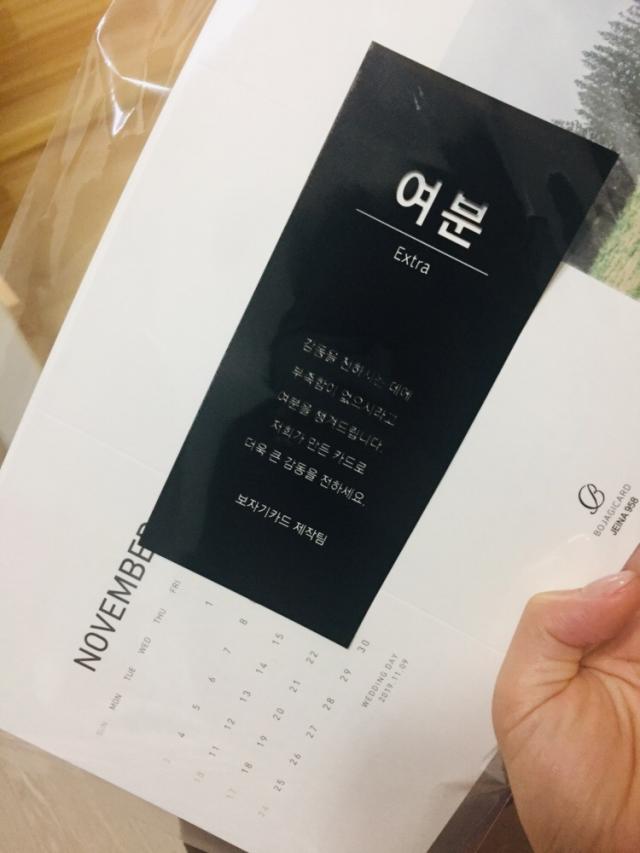 여분
Extra
감동을 전하시는 데에
부족함이 없으시라고
여분을 챙겨드립니다.
저희가 만든 카드로
더욱 큰 감동을 전하세요.
보자기카드 제작팀
B
BOJAGICARD
JEINA 958
NOVEMBER
SUN MON TUE WED THU FRI
1
3 4 5 6 7 8
10 11 12 13 14 15
17 18 19 20 21 22
24 25 26 27 28 29 30
WEDDING DAY
2019.11.09